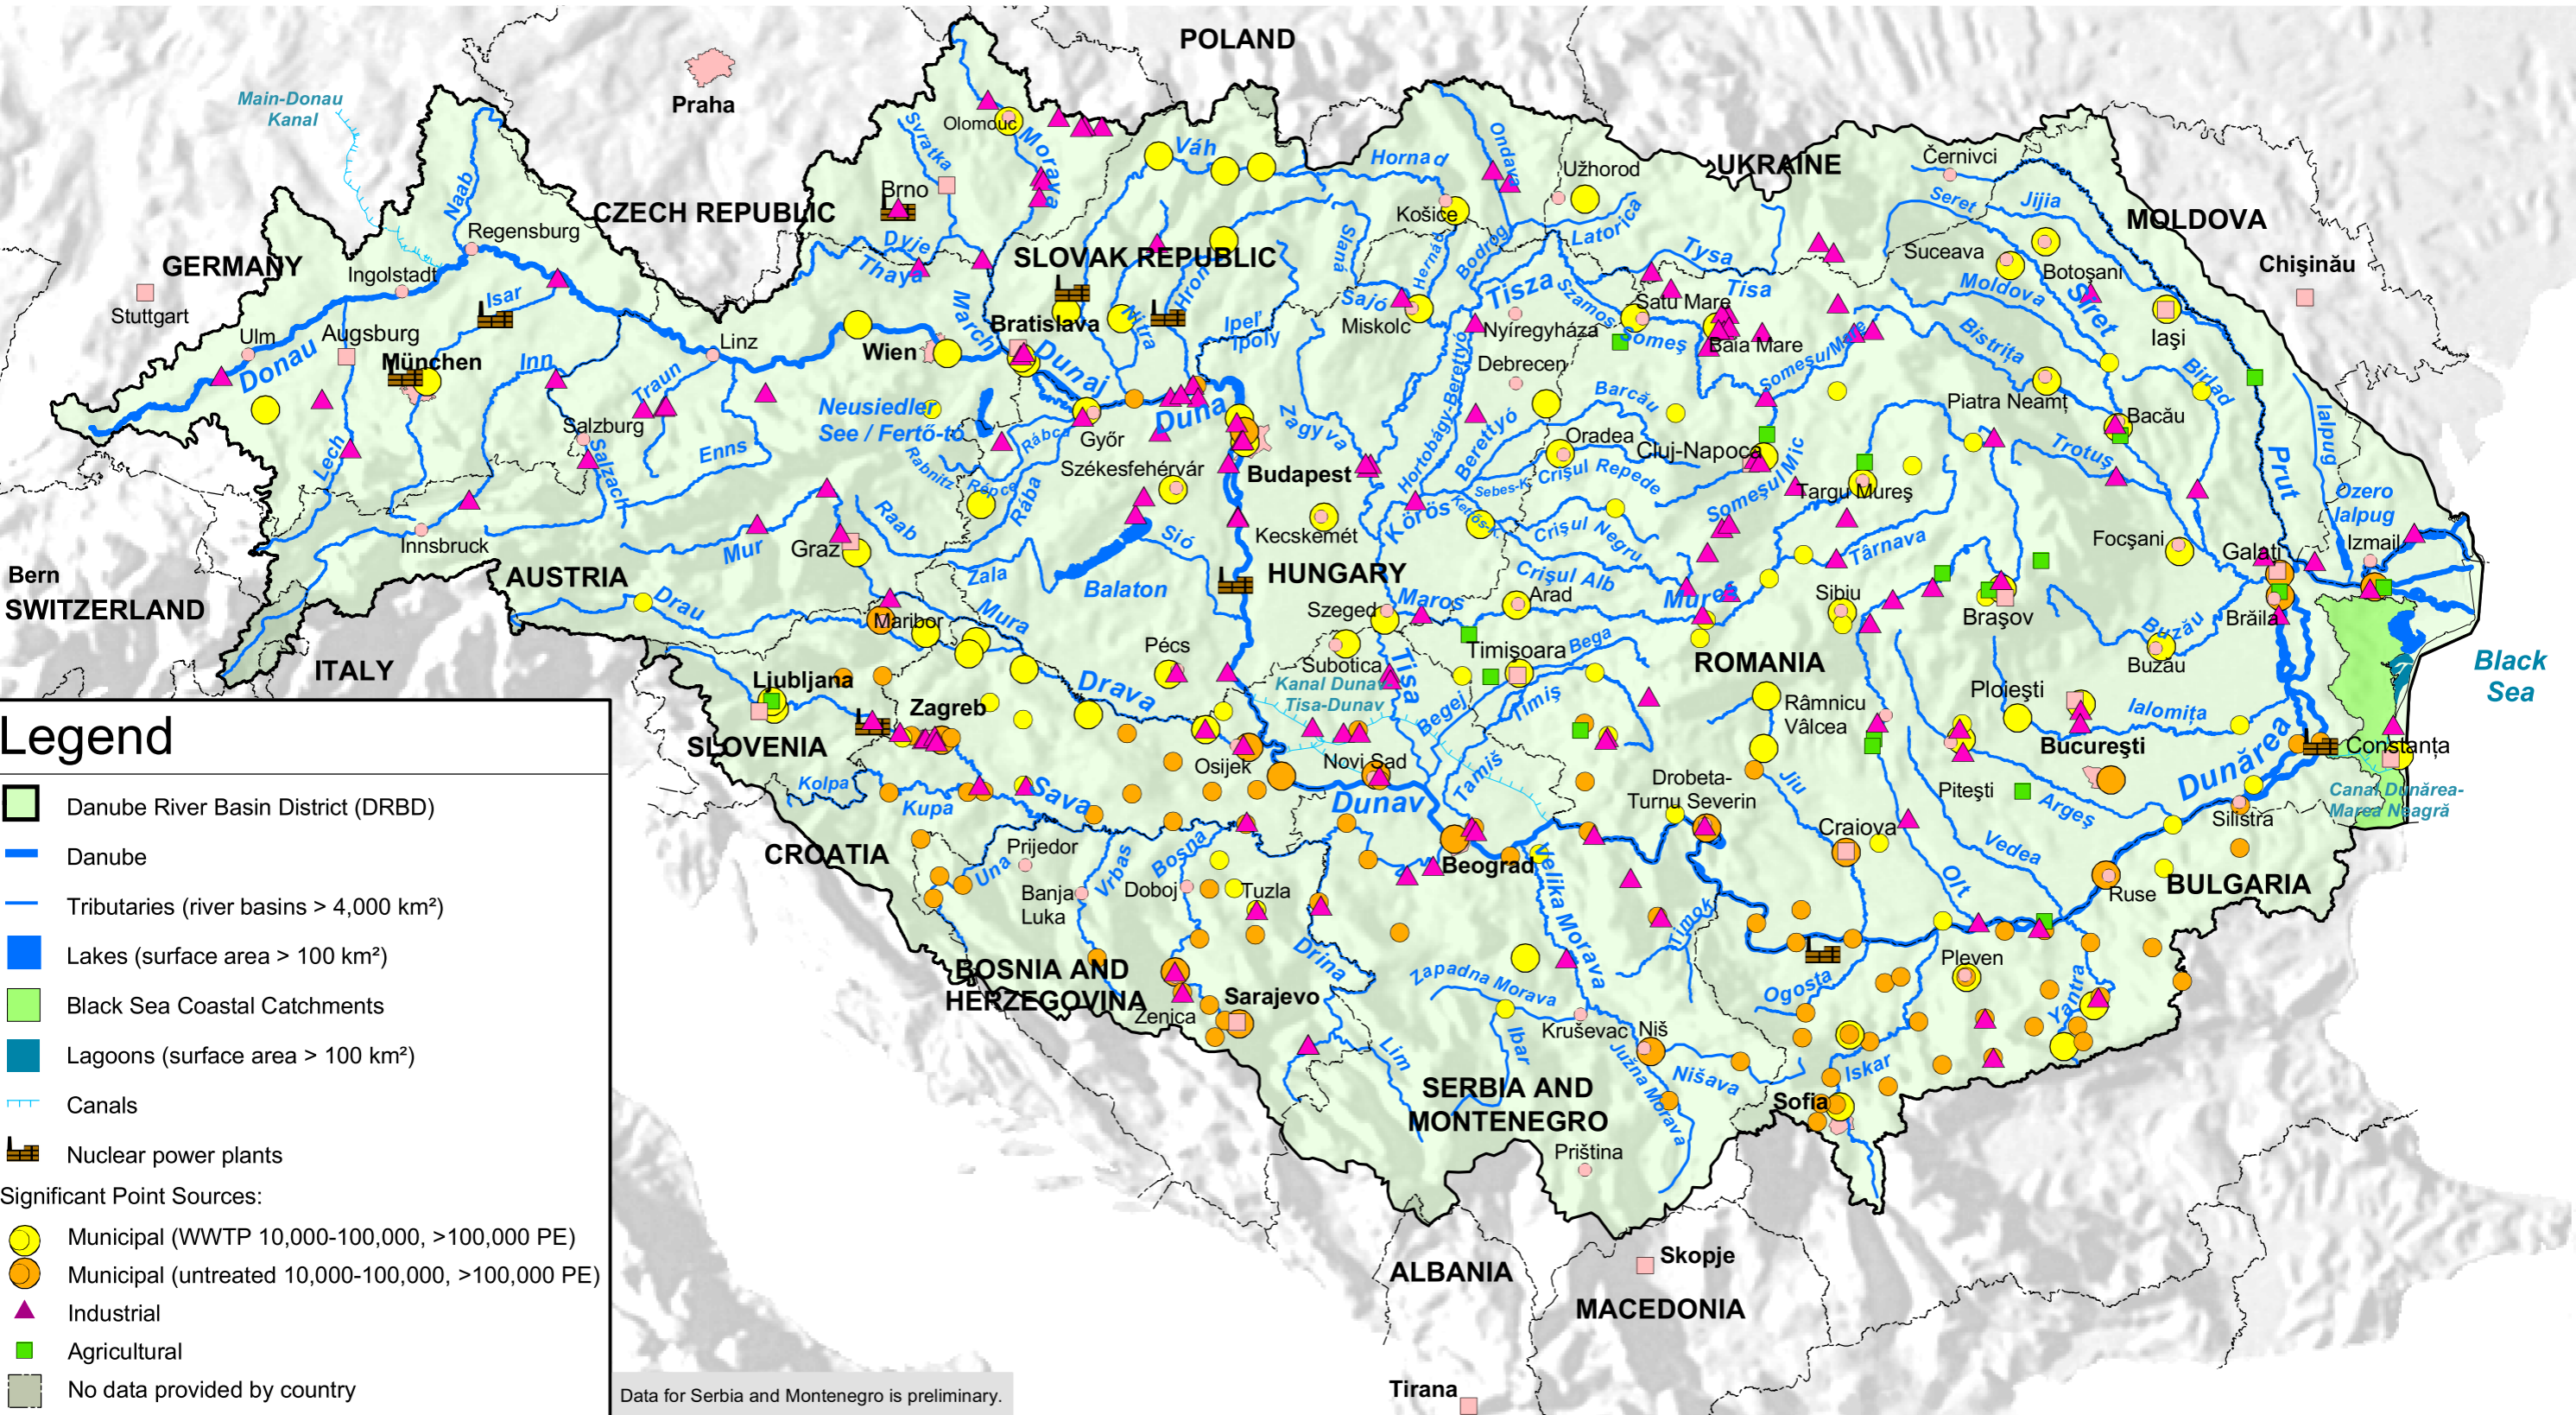 POLAND
Main-Donau
Kanal
Praha
Olomouc
Svratka
Morava
Váh
Hornad
Ondava
Užhorod
UKRAINE
Černivci
Seret
Jijia
MOLDOVA
Naab
CZECH REPUBLIC
Brno
Košice
Latorica
Regensburg
Dyje
Thaya
SLOVAK REPUBLIC
Slaná
Hernád
Bodrog
Tysa
Suceava
Botoşani
Chişinău
GERMANY
Ingolstadt
Stuttgart
Isar
March
Hron
Nitra
Sajó
Miskolc
Tisza
Szamos
Satu Mare
Tisa
Moldova
Siret
Iaşi
Ulm
Augsburg
Donau
München
Inn
Linz
Wien
Bratislava
Dunaj
Ipeľ
Ipoly
Nyíregyháza
Debrecen
Someş
Baia Mare
Someşu/Mare
Bistriţa
Bîrlad
Traun
Neusiedler
See / Fertő-tó
Duna
Győr
Zagyva
Hortobágy-Berettyó
Berettyó
Barcău
Piatra Neamţ
Bacău
Ialpug
Salzburg
Salzach
Lech
Enns
Rabnitz
Rábca
Répce
Rába
Székesfehérvár
Budapest
Oradea
Cluj-Napoca
Trotuş
Prut
Sebes-K.
Crişul Repede
Someşul Mic
Targu Mureş
Ozero
Ialpug
Innsbruck
Mur
Graz
Raab
Sió
Kecskemét
Körös
Kettős-K.
Crişul Negru
Târnava
Focşani
Galaţi
Izmail
Bern
SWITZERLAND
AUSTRIA
Zala
Balaton
HUNGARY
Crişul Alb
Arad
Mureş
Sibiu
Braşov
Brăila
Drau
Maribor
Mura
Szeged
Maros
Buzău
Buzău
Black
Sea
ITALY
Pécs
Subotica
Tisa
Timişoara
Bega
ROMANIA
Ljubljana
Zagreb
Drava
Kanal Dunav
Tisa-Dunav
Begej
Timiş
Râmnicu
Vâlcea
Ploieşti
Ialomiţa
Bucureşti
Constanţa
SLOVENIA
Osijek
Novi Sad
Dunav
Tamiš
Drobeta-
Turnu Severin
Jiu
Piteşti
Argeş
Dunărea
Canal Dunărea-
Marea Neagră
Silistra
Kolpa
Kupa
Sava
CROATIA
Prijedor
Una
Vrbas
Bosna
Banja
Luka
Doboj
Tuzla
Beograd
Velika Morava
Craiova
Vedea
Olt
Ruse
BULGARIA
Timok
Drina
BOSNIA AND
HERZEGOVINA
Zenica
Sarajevo
Zapadna Morava
Kruševac
Niš
Ogosta
Pleven
Yantra
Lim
Ibar
Južna Morava
Nišava
Iskar
Sofia
SERBIA AND
MONTENEGRO
Priština
ALBANIA
Skopje
MACEDONIA
Tirana
Legend
Danube River Basin District (DRBD)
Danube
Tributaries (river basins > 4,000 km²)
Lakes (surface area > 100 km²)
Black Sea Coastal Catchments
Lagoons (surface area > 100 km²)
Canals
Nuclear power plants
Significant Point Sources:
Municipal (WWTP 10,000-100,000, >100,000 PE)
Municipal (untreated 10,000-100,000, >100,000 PE)
Industrial
Agricultural
No data provided by country
Data for Serbia and Montenegro is preliminary.